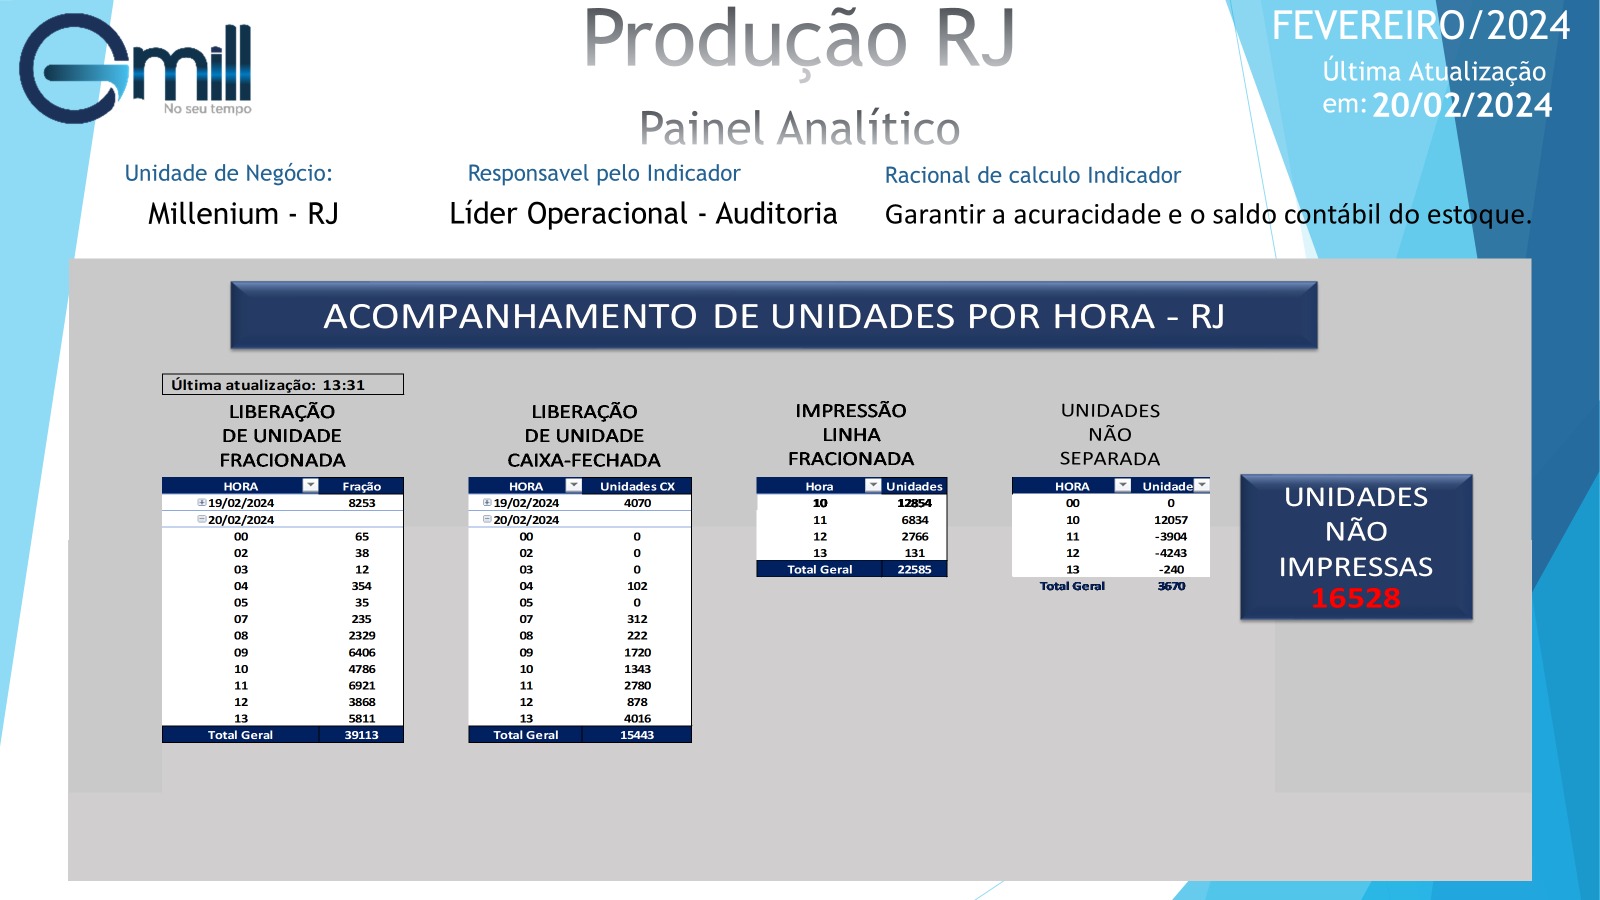 Gmill
No seu tempo
Produção RJ
Painel Analítico
FEVEREIRO/2024
Última Atualização
em: 20/02/2024
Unidade de Negócio:
Millenium - RJ
Responsavel pelo Indicador
Líder Operacional - Auditoria
Racional de calculo Indicador
Garantir a acuracidade e o saldo contábil do estoque.
ACOMPANHAMENTO DE UNIDADES POR HORA - RJ
Última atualização: 13:31
LIBERAÇÃO
DE UNIDADE
FRACIONADA
HORA Fração
19/02/2024 8253
20/02/2024
00 65
02 38
03 12
04 354
05 35
07 235
08 2329
09 6406
10 4786
11 6921
12 3868
13 5811
Total Geral 39113
LIBERAÇÃO
DE UNIDADE
CAIXA-FECHADA
HORA Unidades CX
19/02/2024 4070
20/02/2024
00 0
02 0
03 0
04 102
05 0
07 312
08 222
09 1720
10 1343
11 2780
12 878
13 4016
Total Geral 15443
IMPRESSÃO
LINHA
FRACIONADA
Hora Unidades
10 12854
11 6834
12 2766
13 131
Total Geral 22585
UNIDADES
NÃO
SEPARADA
HORA Unidade
00 0
10 12057
11 -3904
12 -4243
13 -240
Total Geral 3670
UNIDADES
NÃO
IMPRESSAS
16528